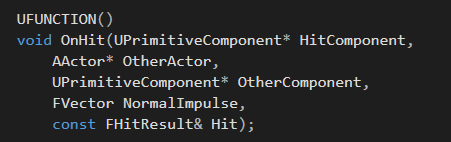 UFUNCTION()
void OnHit(UPrimitiveComponent* HitComponent,
AActor* OtherActor,
UPrimitiveComponent* OtherComponent,
FVector NormalImpulse,
const FHitResult& Hit);